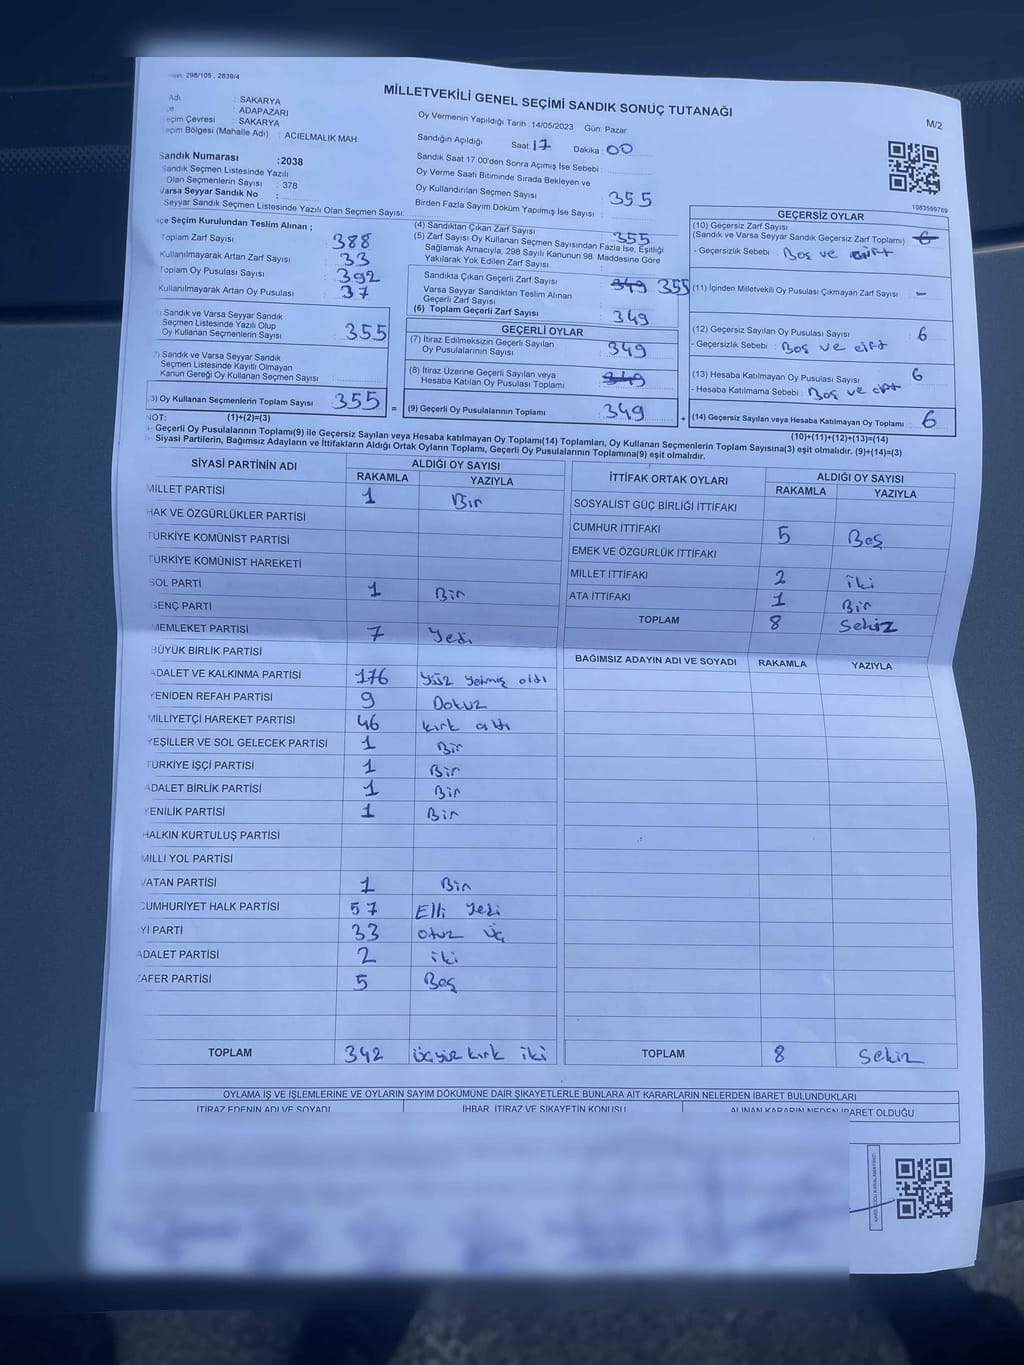 298/105 , 2839/4
MİLLETVEKİLİ GENEL SEÇİMİ SANDIK SONUÇ TUTANAĞI
M/2
Adı : SAKARYA
: ADAPAZARI
eçim Çevresi : SAKARYA
eçim Bölgesi (Mahalle Adı) : ACIELMALIK MAH
Sandık Numarası :2038
Sandık Seçmen Listesinde Yazılı
Olan Seçmenlerin Sayısı : 378
Varsa Seyyar Sandık No :
Seyyar Sandık Seçmen Listesinde Yazılı Olan Seçmen Sayısı:
Oy Vermenin Yapıldığı Tarih :14/05/2023 Gün: Pazar
Sandığın Açıldığı Saat: 17 Dakika : 00
Sandık Saat 17:00'den Sonra Açımış İse Sebebi :
Oy Verme Saati Bitiminde Sırada Bekleyen ve
Oy Kullandırılan Seçmen Sayısı : 355
Birden Fazla Sayım Döküm Yapılmış İse Sayısı :
1083599789
lçe Seçim Kurulundan Teslim Alınan ;
Toplam Zarf Sayısı : 388
Kullanılmayarak Artan Zarf Sayısı : 33
Toplam Oy Pusulası Sayısı : 392
Kullanılmayarak Artan Oy Pusulası : 37
) Sandık ve Varsa Seyyar Sandık
Seçmen Listesinde Yazılı Olup
Oy Kullanan Seçmenlerin Sayısı : 355
) Sandık ve Varsa Seyyar Sandık
Seçmen Listesinde Kayıtlı Olmayan
Kanun Gereği Oy Kullanan Seçmen Sayısı :
3) Oy Kullanan Seçmenlerin Toplam Sayısı : 355
(4) Sandıktan Çıkan Zarf Sayısı : 355
(5) Zarf Sayısı Oy Kullanan Seçmen Sayısından Fazla İse, Eşitliği
Sağlamak Amacıyla, 298 Sayılı Kanunun 98. Maddesine Göre
Yakılarak Yok Edilen Zarf Sayısı :
Sandıkta Çıkan Geçerli Zarf Sayısı : 349 355
Varsa Seyyar Sandıktan Teslim Alınan
Geçerli Zarf Sayısı :
(6) Toplam Geçerli Zarf Sayısı : 349
GEÇERLİ OYLAR
(7) İtiraz Edilmeksizin Geçerli Sayılan
Oy Pusulalarının Sayısı : 349
(8) İtiraz Üzerine Geçerli Sayılan veya
Hesaba Katılan Oy Pusulası Toplamı : 349
= (9) Geçerli Oy Pusulalarının Toplamı : 349
GEÇERSİZ OYLAR
(10) Geçersiz Zarf Sayısı
(Sandık ve Varsa Seyyar Sandık Geçersiz Zarf Toplamı) : 6
- Geçersizlik Sebebi : Boş ve çift
(11) İçinden Milletvekili Oy Pusulası Çıkmayan Zarf Sayısı : -
(12) Geçersiz Sayılan Oy Pusulası Sayısı : 6
- Geçersizlik Sebebi : Boş ve çift
(13) Hesaba Katılmayan Oy Pusulası Sayısı : 6
- Hesaba Katılmama Sebebi : Boş ve çift
+ (14) Geçersiz Sayılan veya Hesaba Katılmayan Oy Toplamı : 6
NOT: (1)+(2)=(3)
(10)+(11)+(12)+(13)=(14)
- Geçerli Oy Pusulalarının Toplamı(9) ile Geçersiz Sayılan veya Hesaba katılmayan Oy Toplamı(14) Toplamları, Oy Kullanan Seçmenlerin Toplam Sayısına(3) eşit olmalıdır. (9)+(14)=(3)
- Siyasi Partilerin, Bağımsız Adayların ve İttifakların Aldığı Ortak Oyların Toplamı, Geçerli Oy Pusulalarının Toplamına(9) eşit olmalıdır.
SİYASİ PARTİNİN ADI ALDIĞI OY SAYISI
RAKAMLA YAZIYLA
MİLLET PARTİSİ 1 Bir
HAK VE ÖZGÜRLÜKLER PARTİSİ
TÜRKİYE KOMÜNİST PARTİSİ
TÜRKİYE KOMÜNİST HAREKETİ
SOL PARTİ 1 Bir
GENÇ PARTİ
MEMLEKET PARTİSİ 7 Yedi
BÜYÜK BİRLİK PARTİSİ
ADALET VE KALKINMA PARTİSİ 176 Yüz Yetmiş altı
YENİDEN REFAH PARTİSİ 9 Dokuz
MİLLİYETÇİ HAREKET PARTİSİ 46 kırk altı
YEŞİLLER VE SOL GELECEK PARTİSİ 1 Bir
TÜRKİYE İŞÇİ PARTİSİ 1 Bir
ADALET BİRLİK PARTİSİ 1 Bir
YENİLİK PARTİSİ 1 Bir
HALKIN KURTULUŞ PARTİSİ
MİLLİ YOL PARTİSİ
VATAN PARTİSİ 1 Bir
CUMHURİYET HALK PARTİSİ 57 Elli Yedi
İYİ PARTİ 33 otuz üç
ADALET PARTİSİ 2 iki
ZAFER PARTİSİ 5 Beş
TOPLAM 342 üçyüz kırk iki
İTTİFAK ORTAK OYLARI ALDIĞI OY SAYISI
RAKAMLA YAZIYLA
SOSYALİST GÜÇ BİRLİĞİ İTTİFAKI
CUMHUR İTTİFAKI 5 Beş
EMEK VE ÖZGÜRLÜK İTTİFAKI
MİLLET İTTİFAKI 2 iki
ATA İTTİFAKI 1 Bir
TOPLAM 8 Sekiz
BAĞIMSIZ ADAYIN ADI VE SOYADI RAKAMLA YAZIYLA
TOPLAM 8 Sekiz
OYLAMA İŞ VE İŞLEMLERİNE VE OYLARIN SAYIM DÖKÜMÜNE DAİR ŞİKAYETLERLE BUNLARA AİT KARARLARIN NELERDEN İBARET BULUNDUKLARI
İTİRAZ EDENİN ADI VE SOYADI İHBAR, İTİRAZ VE ŞİKAYETİN KONUSU ALINAN KARARIN NEDEN İBARET OLDUĞU